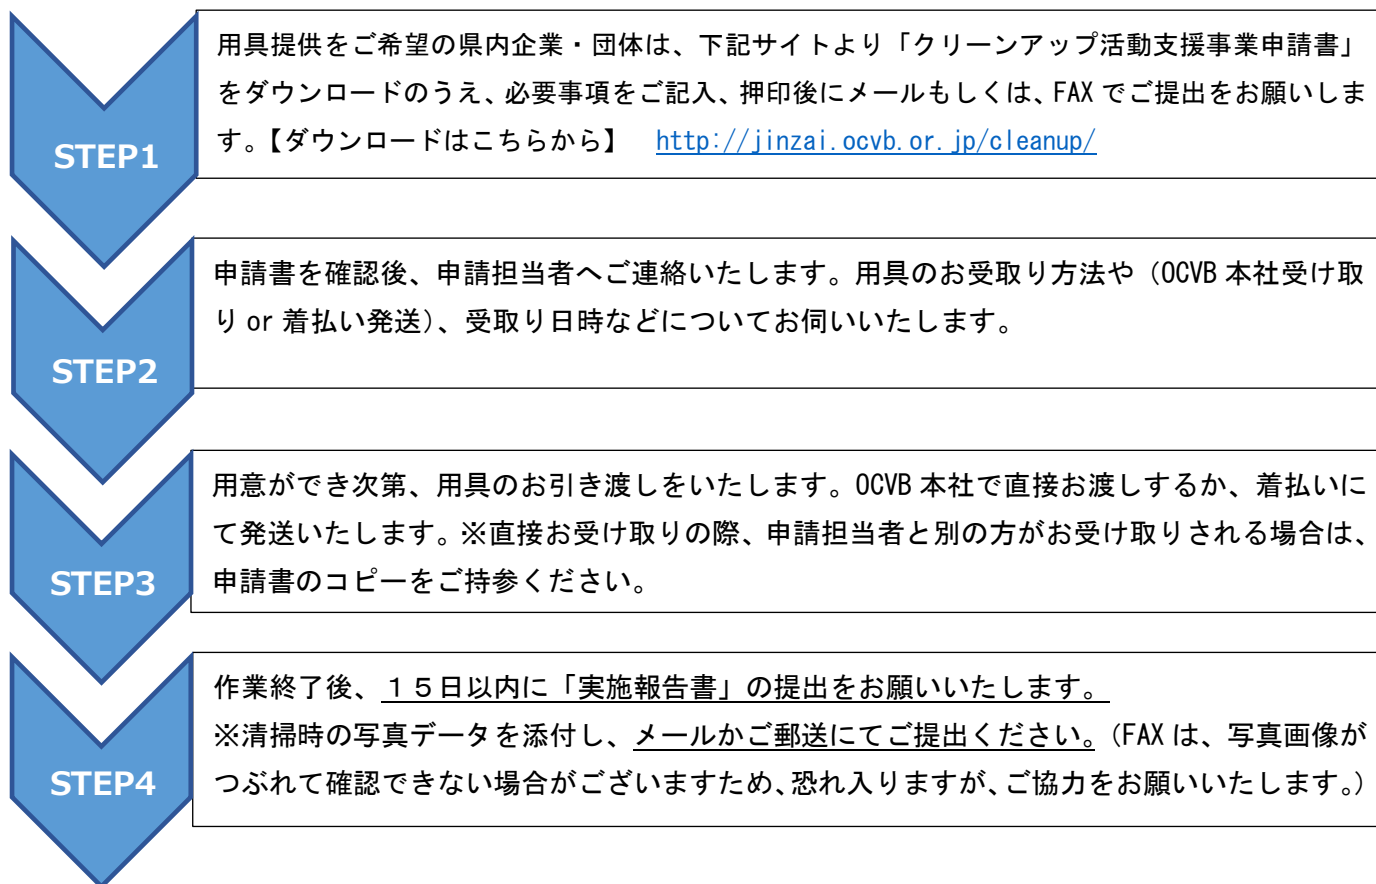 STEP1
用具提供をご希望の県内企業・団体は、下記サイトより「クリーンアップ活動支援事業申請書」
をダウンロードのうえ、必要事項をご記入、押印後にメールもしくは、FAX でご提出をお願いしま
す。【ダウンロードはこちらから】 http://jinzai.ocvb.or.jp/cleanup/
STEP2
申請書を確認後、申請担当者へご連絡いたします。用具のお受取り方法や（OCVB 本社受け取
り or 着払い発送）、受取り日時などについてお伺いいたします。
STEP3
用意ができ次第、用具のお引き渡しをいたします。OCVB 本社で直接お渡しするか、着払いに
て発送いたします。※直接お受け取りの際、申請担当者と別の方がお受け取りされる場合は、
申請書のコピーをご持参ください。
STEP4
作業終了後、１５日以内に「実施報告書」の提出をお願いいたします。
※清掃時の写真データを添付し、メールかご郵送にてご提出ください。（FAX は、写真画像が
つぶれて確認できない場合がございますため、恐れ入りますが、ご協力をお願いいたします。）